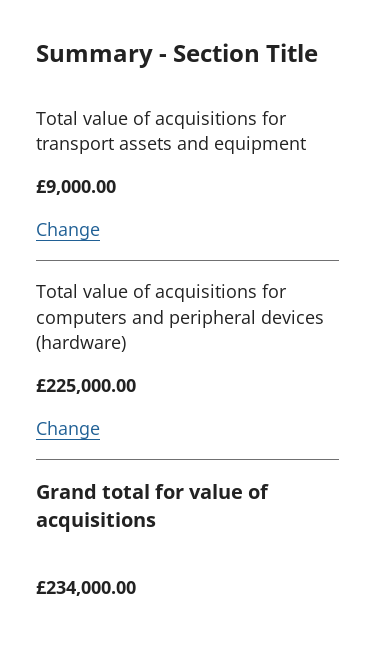 Summary - Section Title
Total value of acquisitions for
transport assets and equipment
£9,000.00
Change
Total value of acquisitions for
computers and peripheral devices
(hardware)
£225,000.00
Change
Grand total for value of
acquisitions
£234,000.00